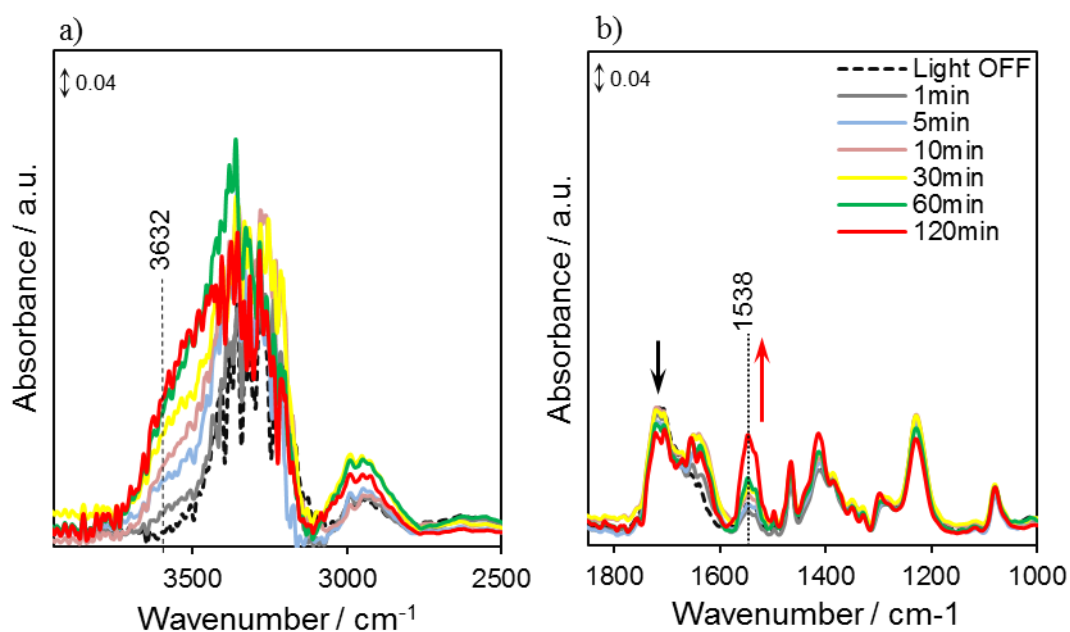 a)
0.04
3632
Absorbance / a.u.
3500 3000 2500
Wavenumber / cm-1
b)
0.04
Light OFF
1min
5min
10min
30min
60min
120min
1538
Absorbance / a.u.
1800 1600 1400 1200 1000
Wavenumber / cm-1